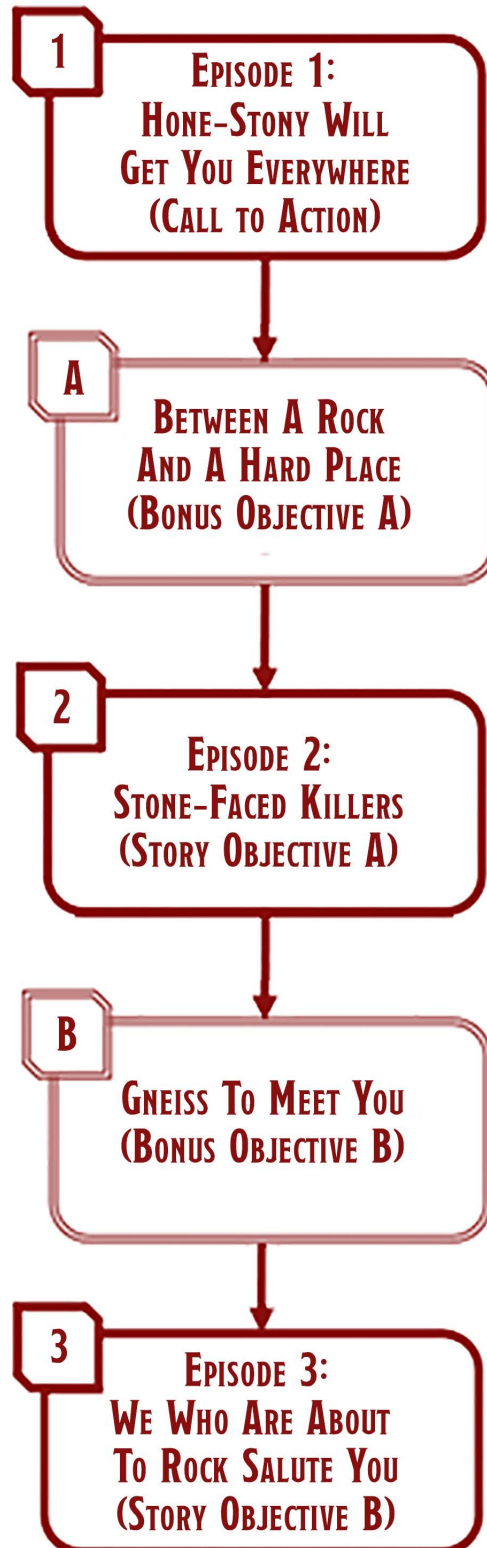 1
Episode 1:
Hone-Stony Will
Get You Everywhere
(Call to Action)
A
Between A Rock
And A Hard Place
(Bonus Objective A)
2
Episode 2:
Stone-Faced Killers
(Story Objective A)
B
Gneiss To Meet You
(Bonus Objective B)
3
Episode 3:
We Who Are About
To Rock Salute You
(Story Objective B)